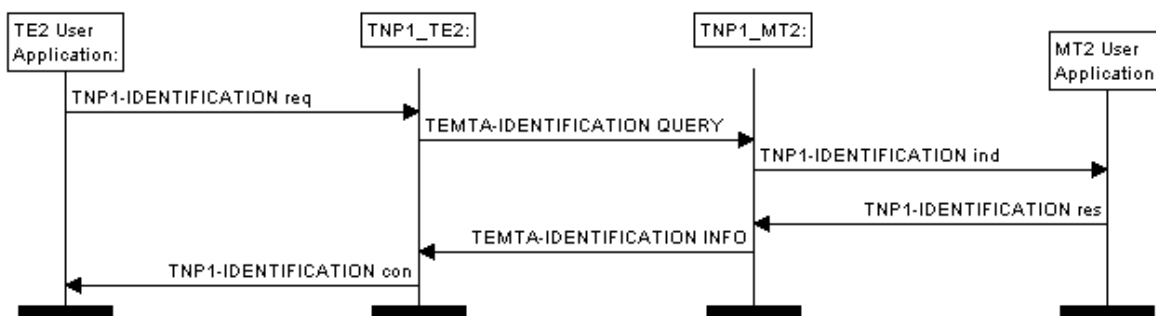 TE2 User
Application:
TNP1_TE2:
TNP1_MT2:
MT2 User
Application
TNP1-IDENTIFICATION req
TEMTA-IDENTIFICATION QUERY
TNP1-IDENTIFICATION ind
TNP1-IDENTIFICATION res
TEMTA-IDENTIFICATION INFO
TNP1-IDENTIFICATION con